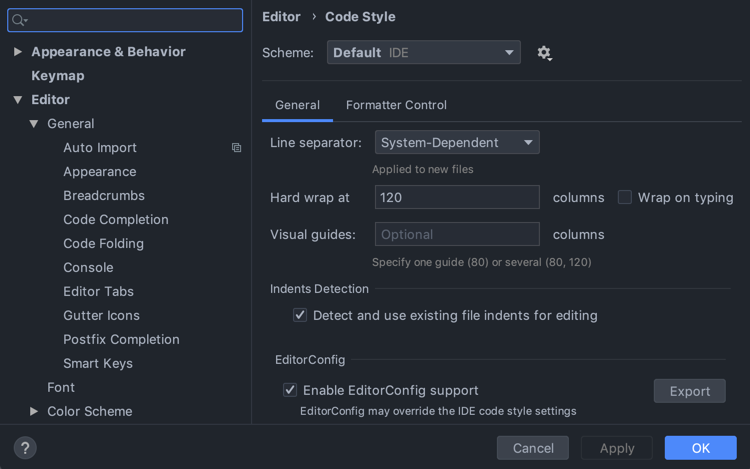 Appearance & Behavior
Keymap
Editor
General
Auto Import
Appearance
Breadcrumbs
Code Completion
Code Folding
Console
Editor Tabs
Gutter Icons
Postfix Completion
Smart Keys
Font
Color Scheme
Editor › Code Style
Scheme: Default IDE
General Formatter Control
Line separator: System-Dependent
Applied to new files
Hard wrap at 120 columns Wrap on typing
Visual guides: Optional columns
Specify one guide (80) or several (80, 120)
Indents Detection
Detect and use existing file indents for editing
EditorConfig
Enable EditorConfig support Export
EditorConfig may override the IDE code style settings
? Cancel Apply OK